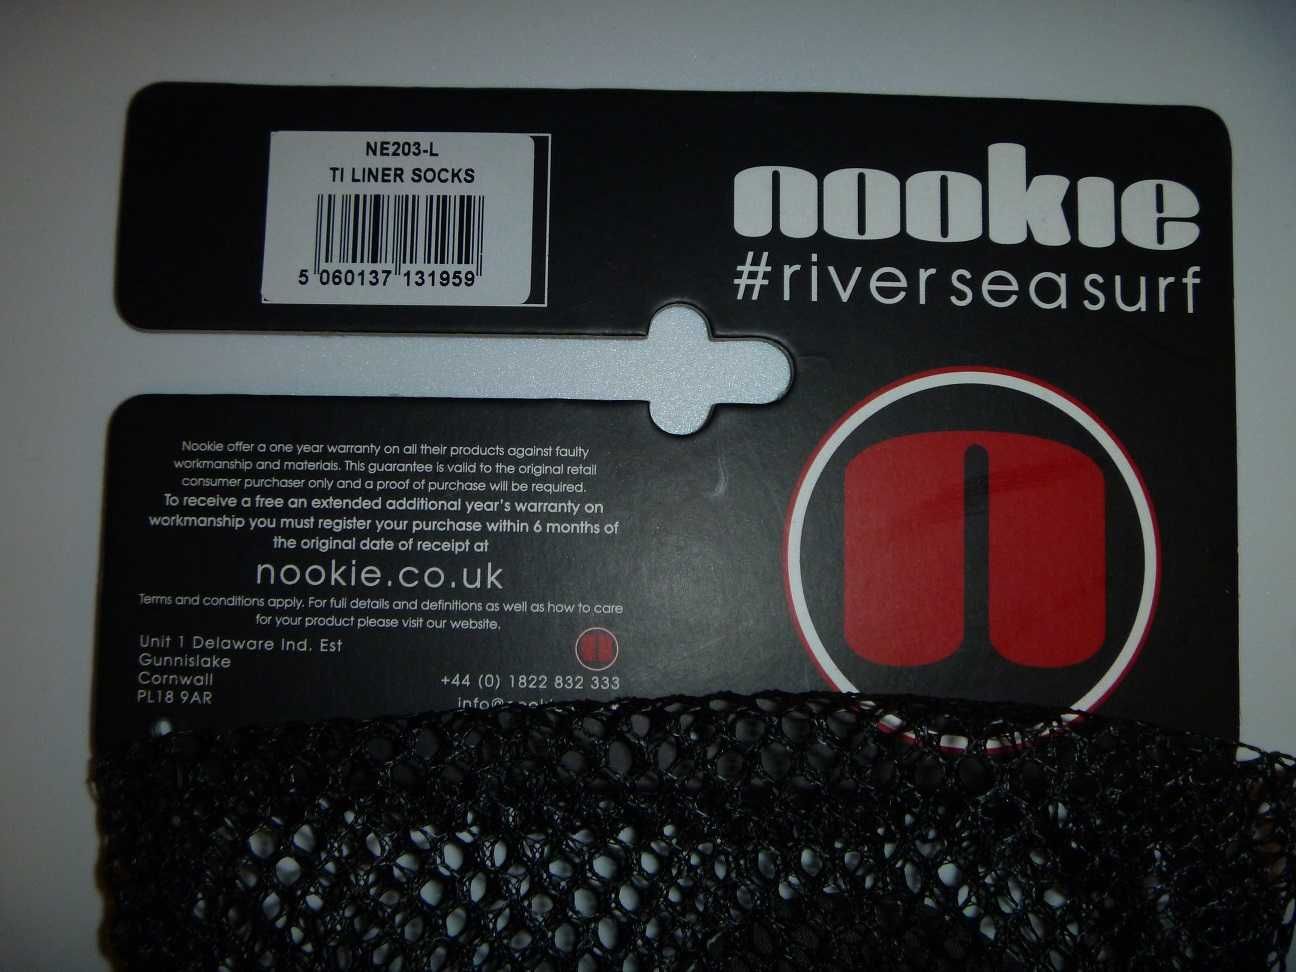 NE203-L
TI LINER SOCKS
5 060137 131959
nookie
#riverseasurf
Nookie offer a one year warranty on all their products against faulty
workmanship and materials. This guarantee is valid to the original retail
consumer purchaser only and a proof of purchase will be required.
To receive a free an extended additional year's warranty on
workmanship you must register your purchase within 6 months of
the original date of receipt at
nookie.co.uk
Terms and conditions apply. For full details and definitions as well as how to care
for your product please visit our website.
Unit 1 Delaware Ind. Est
Gunnislake
Cornwall
PL18 9AR
+44 (0) 1822 832 333
n